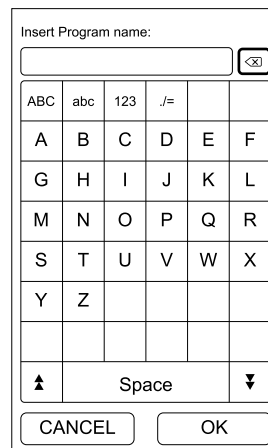 Insert Program name:
ABC abc 123 ./=
A B C D E F
G H I J K L
M N O P Q R
S T U V W X
Y Z
Space
CANCEL OK